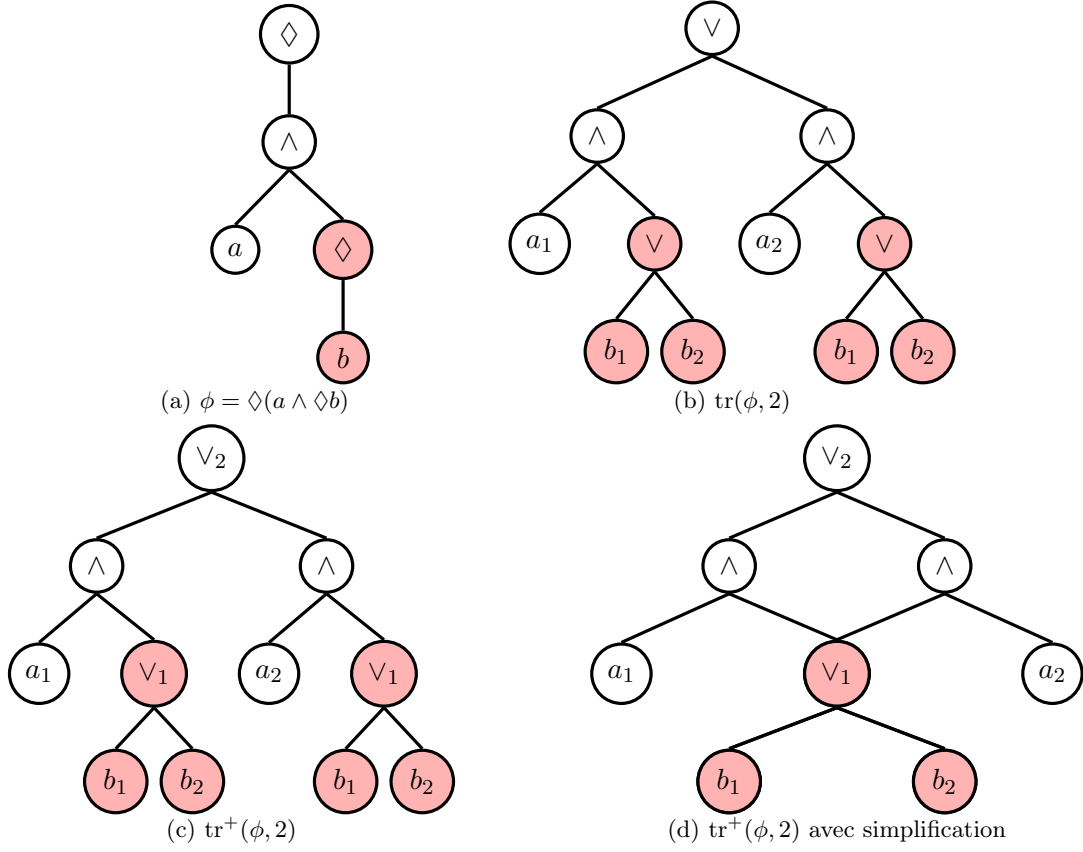 ◊ ∨
∧ ∧ ∧
a ◊ a₁ ∨ a₂ ∨
b b₁ b₂ b₁ b₂
(a) ϕ = ◊(a ∧ ◊b) (b) tr(ϕ, 2)
∨₂ ∨₂
∧ ∧ ∧ ∧
a₁ ∨₁ a₂ ∨₁ a₁ ∨₁ a₂
b₁ b₂ b₁ b₂ b₁ b₂
(c) tr⁺(ϕ, 2) (d) tr⁺(ϕ, 2) avec simplification